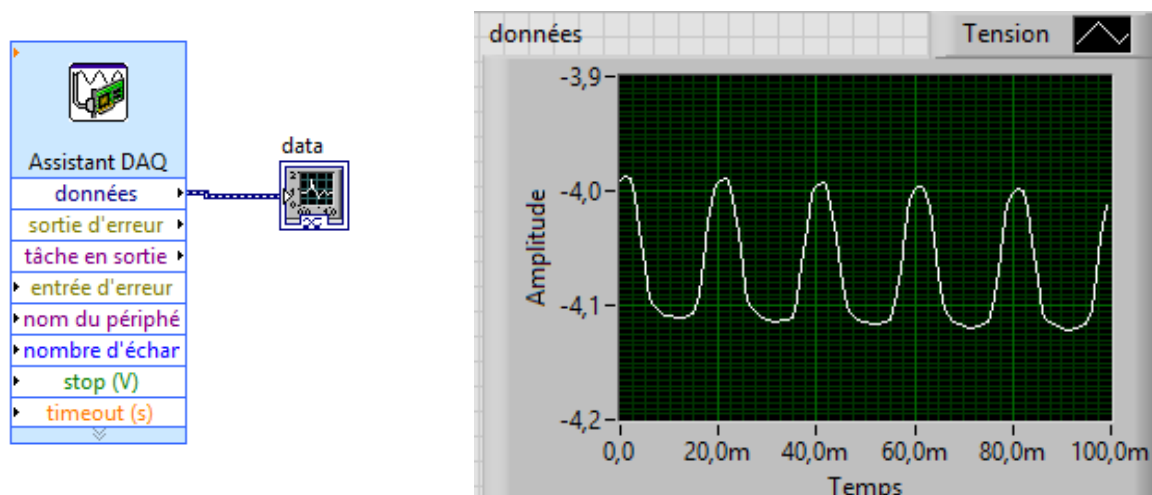 Assistant DAQ
données
sortie d'erreur
tâche en sortie
entrée d'erreur
nom du périphé
nombre d'échar
stop (V)
timeout (s)
data
données
Tension
Amplitude
-3,9
-4,0
-4,1
-4,2
0,0 20,0m 40,0m 60,0m 80,0m 100,0m
Temps